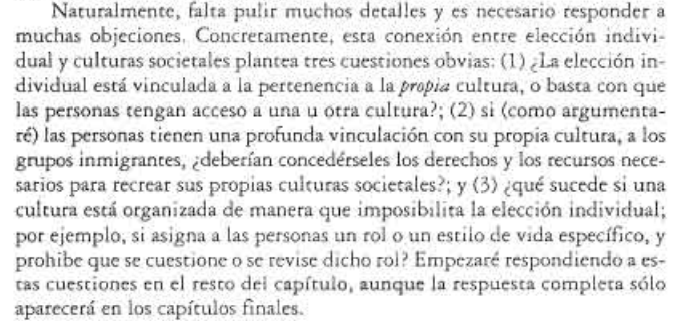 Naturalmente, falta pulir muchos detalles y es necesario responder a
muchas objeciones. Concretamente, esta conexión entre elección indivi-
dual y culturas societales plantea tres cuestiones obvias: (1) ¿La elección in-
dividual está vinculada a la pertenencia a la propia cultura, o basta con que
las personas tengan acceso a una u otra cultura?; (2) si (como argumenta-
ré) las personas tienen una profunda vinculación con su propia cultura, a los
grupos inmigrantes, ¿deberían concedérseles los derechos y los recursos nece-
sarios para recrear sus propias culturas societales?; y (3) ¿qué sucede si una
cultura está organizada de manera que imposibilita la elección individual;
por ejemplo, si asigna a las personas un rol o un estilo de vida específico, y
prohibe que se cuestione o se revise dicho rol? Empezaré respondiendo a es-
tas cuestiones en el resto del capítulo, aunque la respuesta completa sólo
aparecerá en los capítulos finales.